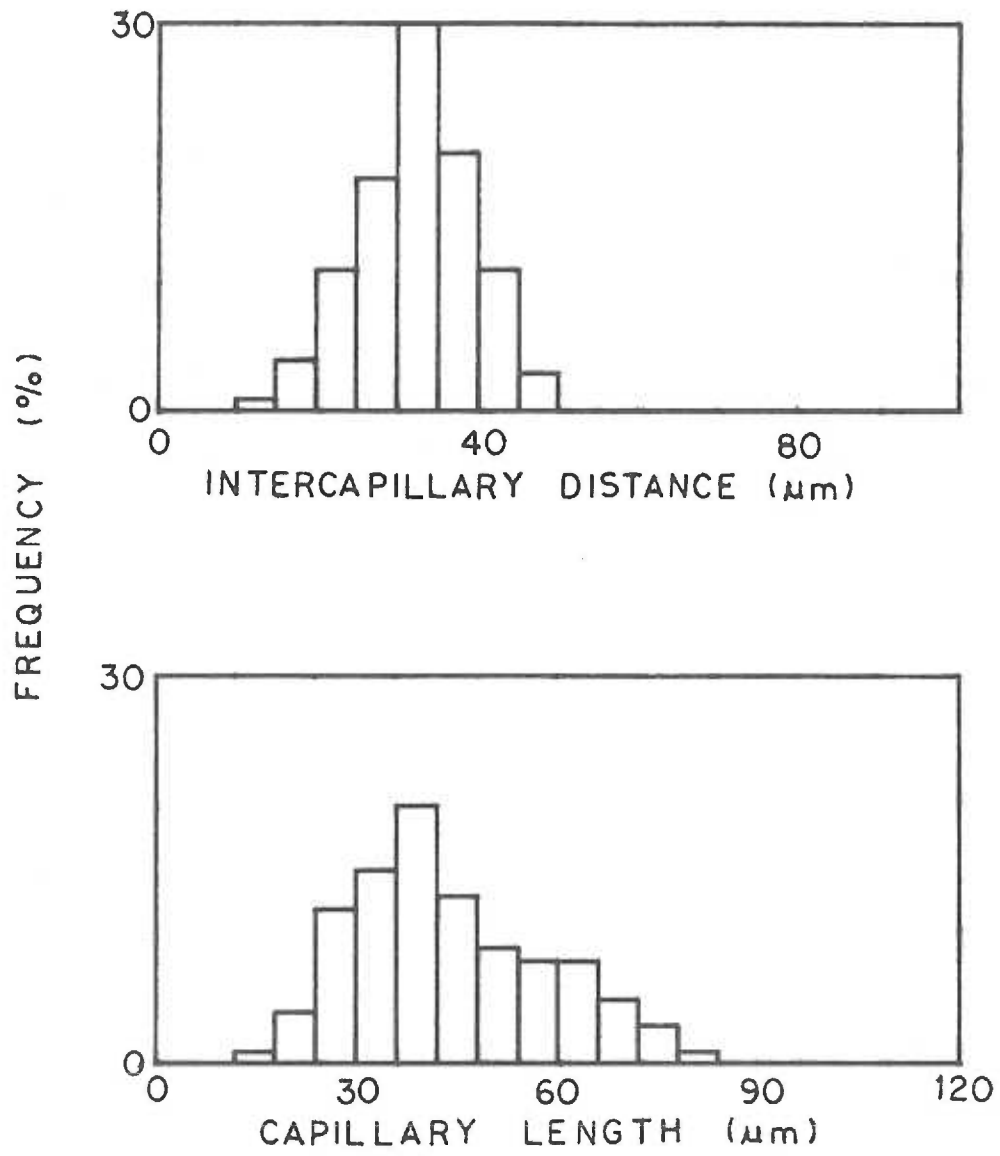 FREQUENCY (%)
30
0
0 40 80
INTERCAPILLARY DISTANCE (μm)
30
0
0 30 60 90 120
CAPILLARY LENGTH (μm)